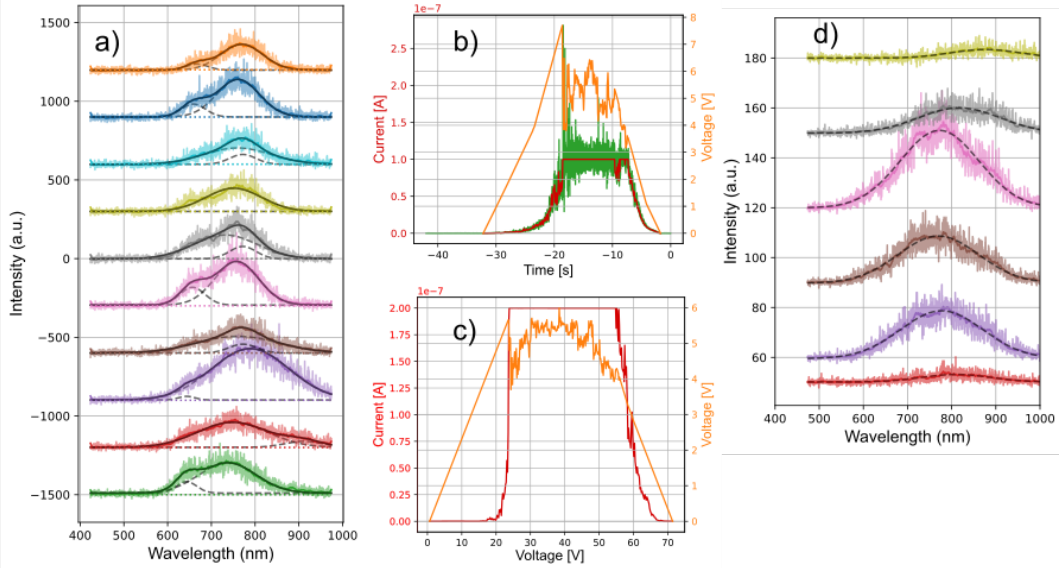 a)
1500
1000
500
0
−500
−1000
−1500
Intensity (a.u.)
400 500 600 700 800 900 1000
Wavelength (nm)
b)
1e−7
2.5
2.0
1.5
1.0
0.5
0.0
Current [A]
8
7
6
5
4
3
2
1
0
Voltage [V]
−40 −30 −20 −10 0
Time [s]
c)
1e−7
2.00
1.75
1.50
1.25
1.00
0.75
0.50
0.25
0.00
Current [A]
6
5
4
3
2
1
0
Voltage [V]
0 10 20 30 40 50 60 70
Voltage [V]
d)
180
160
140
120
100
80
60
Intensity (a.u.)
400 500 600 700 800 900 1000
Wavelength (nm)